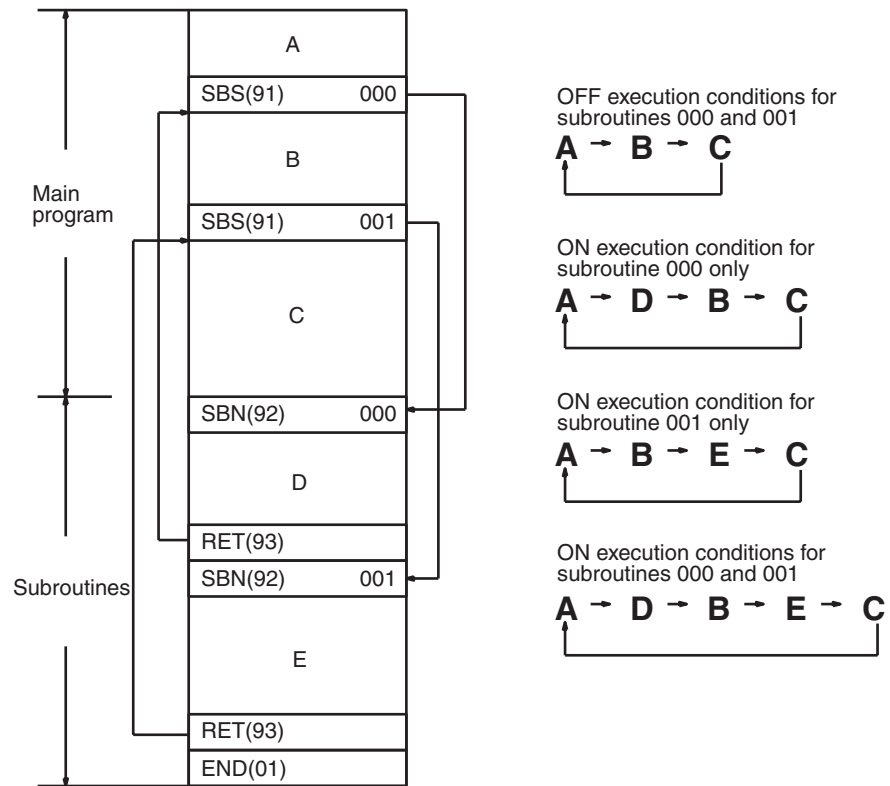 A
SBS(91) 000
B
SBS(91) 001
C
SBN(92) 000
D
RET(93)
SBN(92) 001
E
RET(93)
END(01)
Main
program
Subroutines
OFF execution conditions for
subroutines 000 and 001
A B C
ON execution condition for
subroutine 000 only
A D B C
ON execution condition for
subroutine 001 only
A B E C
ON execution conditions for
subroutines 000 and 001
A D B E C